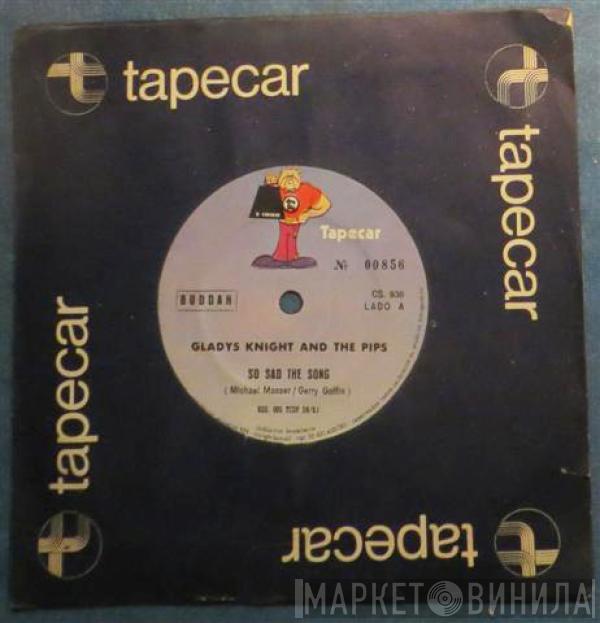 tapecar
tapecar
Tapecar
Nº 00856
BUDDAH
CS. 936
LADO A
GLADYS KNIGHT AND THE PIPS
SO SAD THE SONG
( Michael Masser / Gerry Goffin )
tapecar
tapecar
МАРКЕТ ВИНИЛА